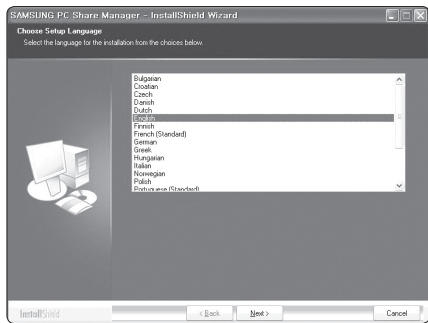 SAMSUNG PC Share Manager - InstallShield Wizard
Choose Setup Language
Select the language for the installation from the choices below.
Bulgarian
Croatian
Czech
Danish
Dutch
English
Finnish
French (Standard)
German
Greek
Hungarian
Italian
Norwegian
Polish
Portuguese (Standard)
InstallShield
< Back
Next >
Cancel